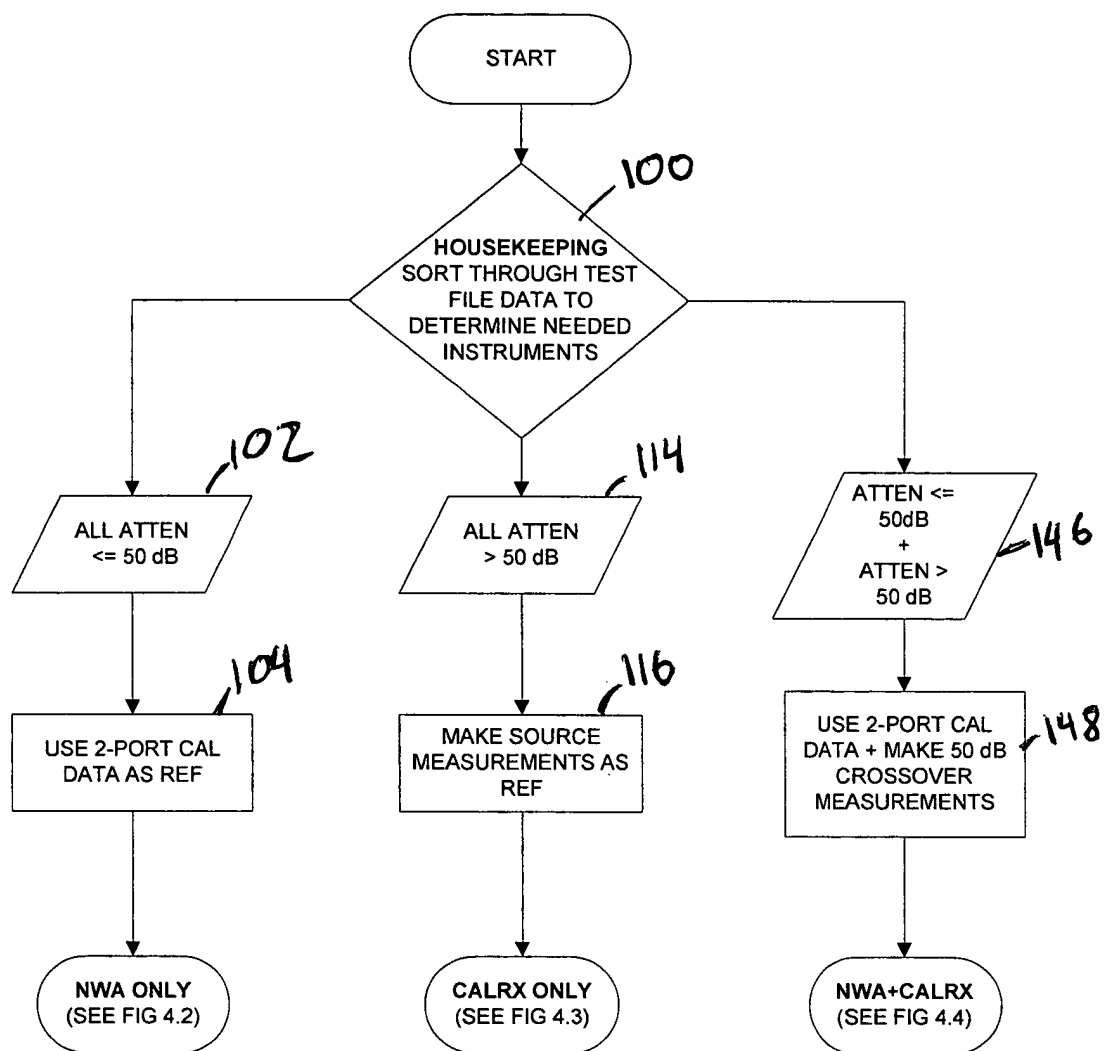 START
100
HOUSEKEEPING
SORT THROUGH TEST
FILE DATA TO
DETERMINE NEEDED
INSTRUMENTS
102
ALL ATTEN
<= 50 dB
114
ALL ATTEN
> 50 dB
ATTEN <=
50dB
+
ATTEN >
50 dB
146
104
USE 2-PORT CAL
DATA AS REF
116
MAKE SOURCE
MEASUREMENTS AS
REF
USE 2-PORT CAL
DATA + MAKE 50 dB
CROSSOVER
MEASUREMENTS
148
NWA ONLY
(SEE FIG 4.2)
CALRX ONLY
(SEE FIG 4.3)
NWA+CALRX
(SEE FIG 4.4)